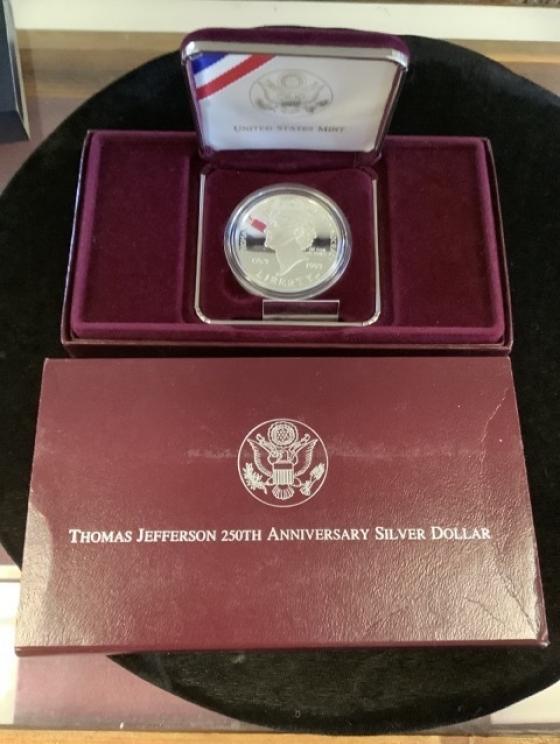 UNITED STATES MINT
LIBERTY
THOMAS JEFFERSON 250TH ANNIVERSARY SILVER DOLLAR